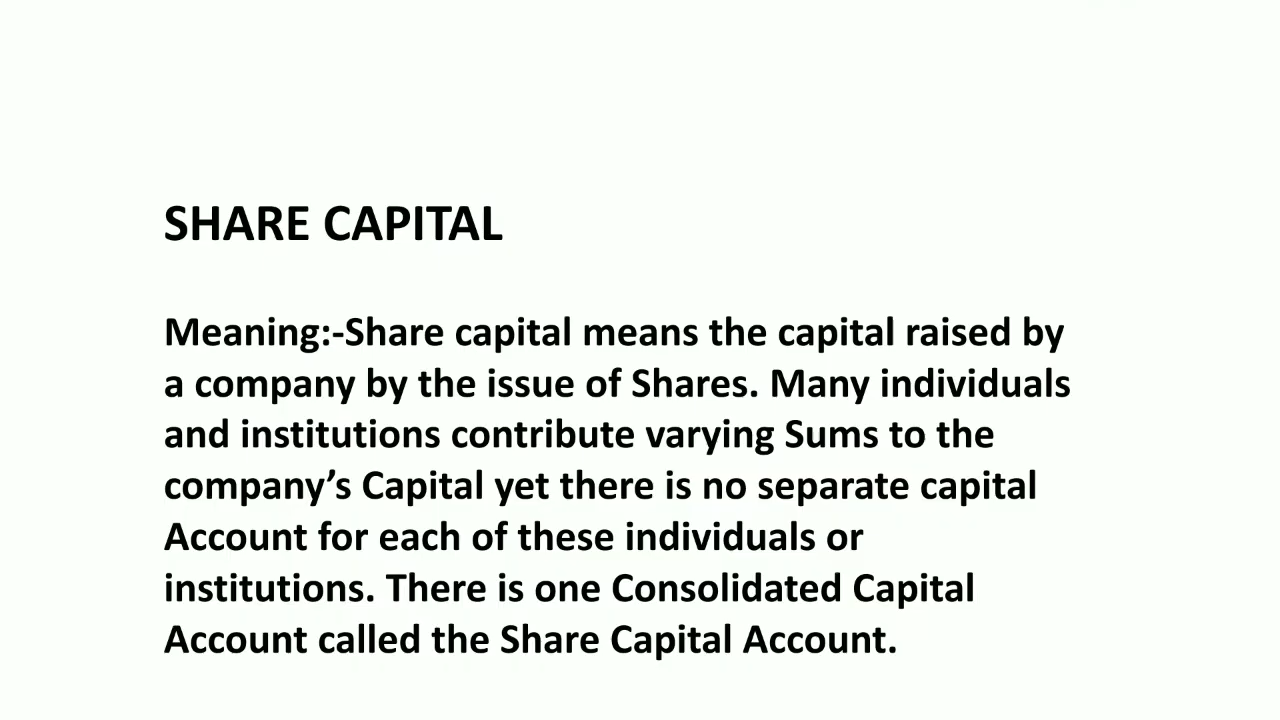 SHARE CAPITAL
Meaning:-Share capital means the capital raised by
a company by the issue of Shares. Many individuals
and institutions contribute varying Sums to the
company’s Capital yet there is no separate capital
Account for each of these individuals or
institutions. There is one Consolidated Capital
Account called the Share Capital Account.